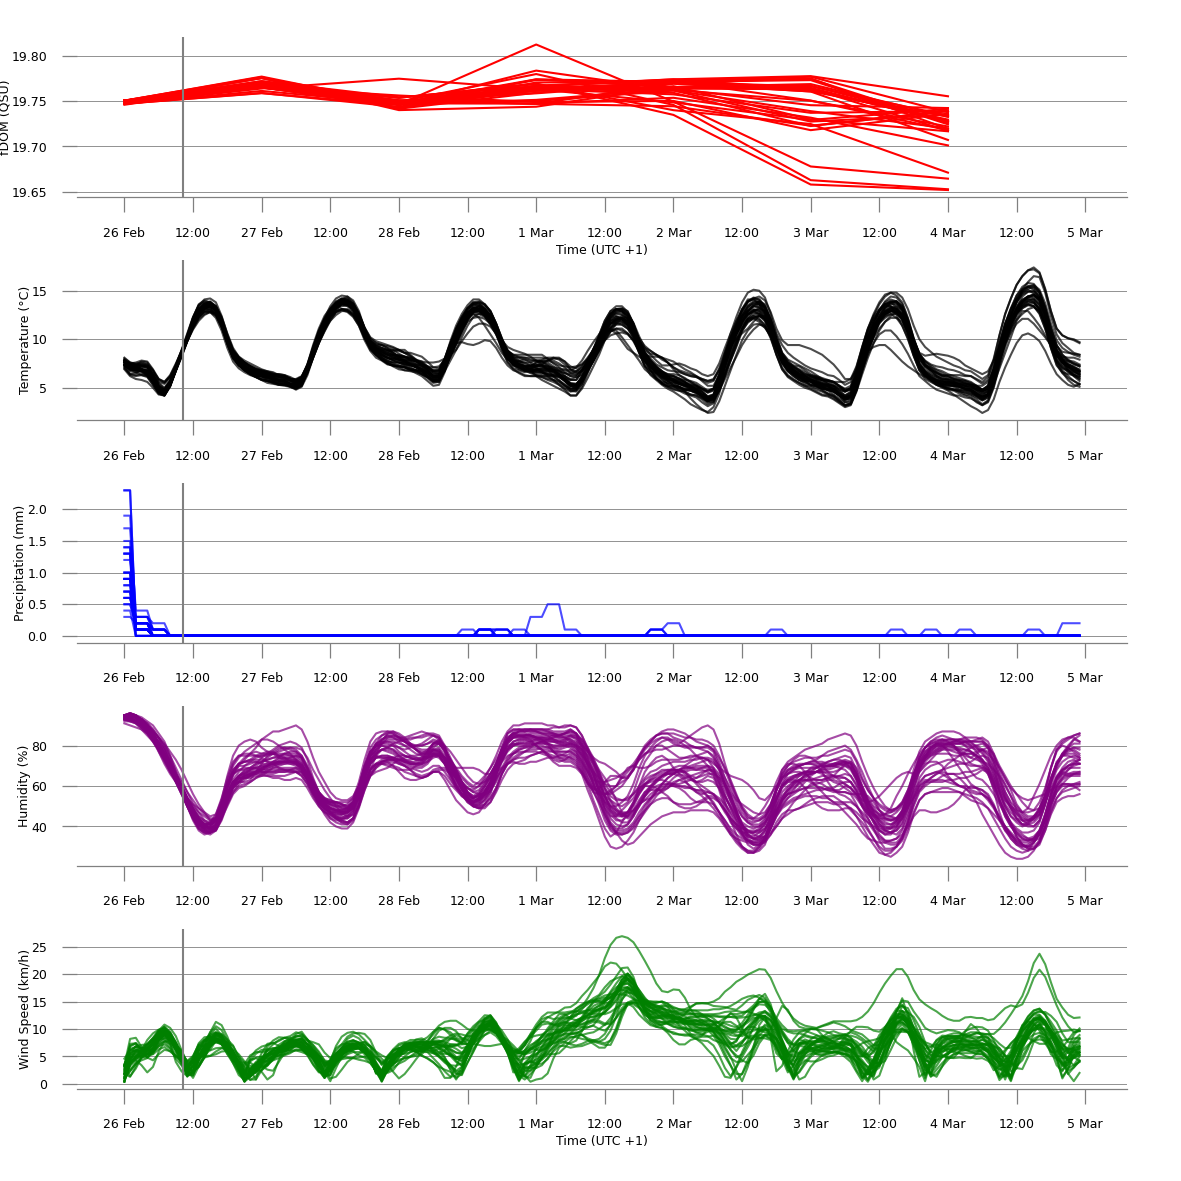 fDOM (QSU)
19.80
19.75
19.70
19.65
26 Feb 12:00 27 Feb 12:00 28 Feb 12:00 1 Mar 12:00 2 Mar 12:00 3 Mar 12:00 4 Mar 12:00 5 Mar
Time (UTC +1)
Temperature (°C)
15
10
5
26 Feb 12:00 27 Feb 12:00 28 Feb 12:00 1 Mar 12:00 2 Mar 12:00 3 Mar 12:00 4 Mar 12:00 5 Mar
Precipitation (mm)
2.0
1.5
1.0
0.5
0.0
26 Feb 12:00 27 Feb 12:00 28 Feb 12:00 1 Mar 12:00 2 Mar 12:00 3 Mar 12:00 4 Mar 12:00 5 Mar
Humidity (%)
80
60
40
26 Feb 12:00 27 Feb 12:00 28 Feb 12:00 1 Mar 12:00 2 Mar 12:00 3 Mar 12:00 4 Mar 12:00 5 Mar
Wind Speed (km/h)
25
20
15
10
5
0
26 Feb 12:00 27 Feb 12:00 28 Feb 12:00 1 Mar 12:00 2 Mar 12:00 3 Mar 12:00 4 Mar 12:00 5 Mar
Time (UTC +1)